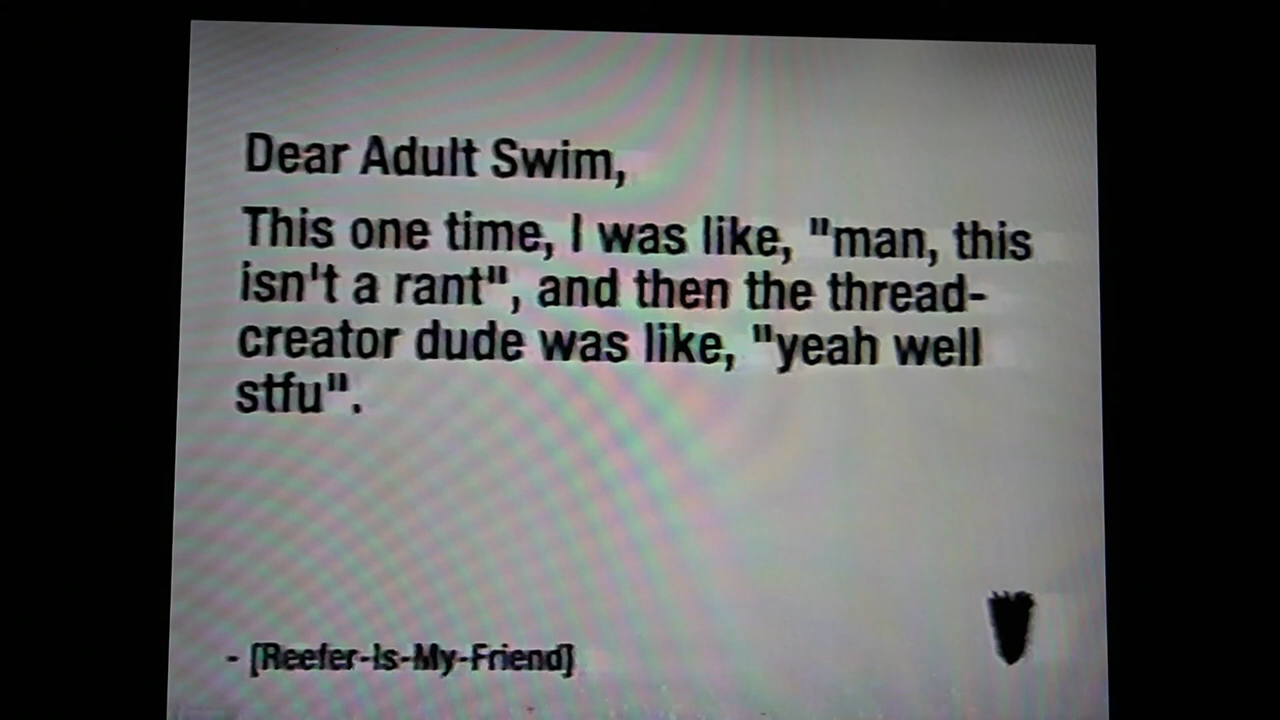 Dear Adult Swim,
This one time, I was like, "man, this
isn't a rant", and then the thread-
creator dude was like, "yeah well
stfu".
- [Reefer-Is-My-Friend]